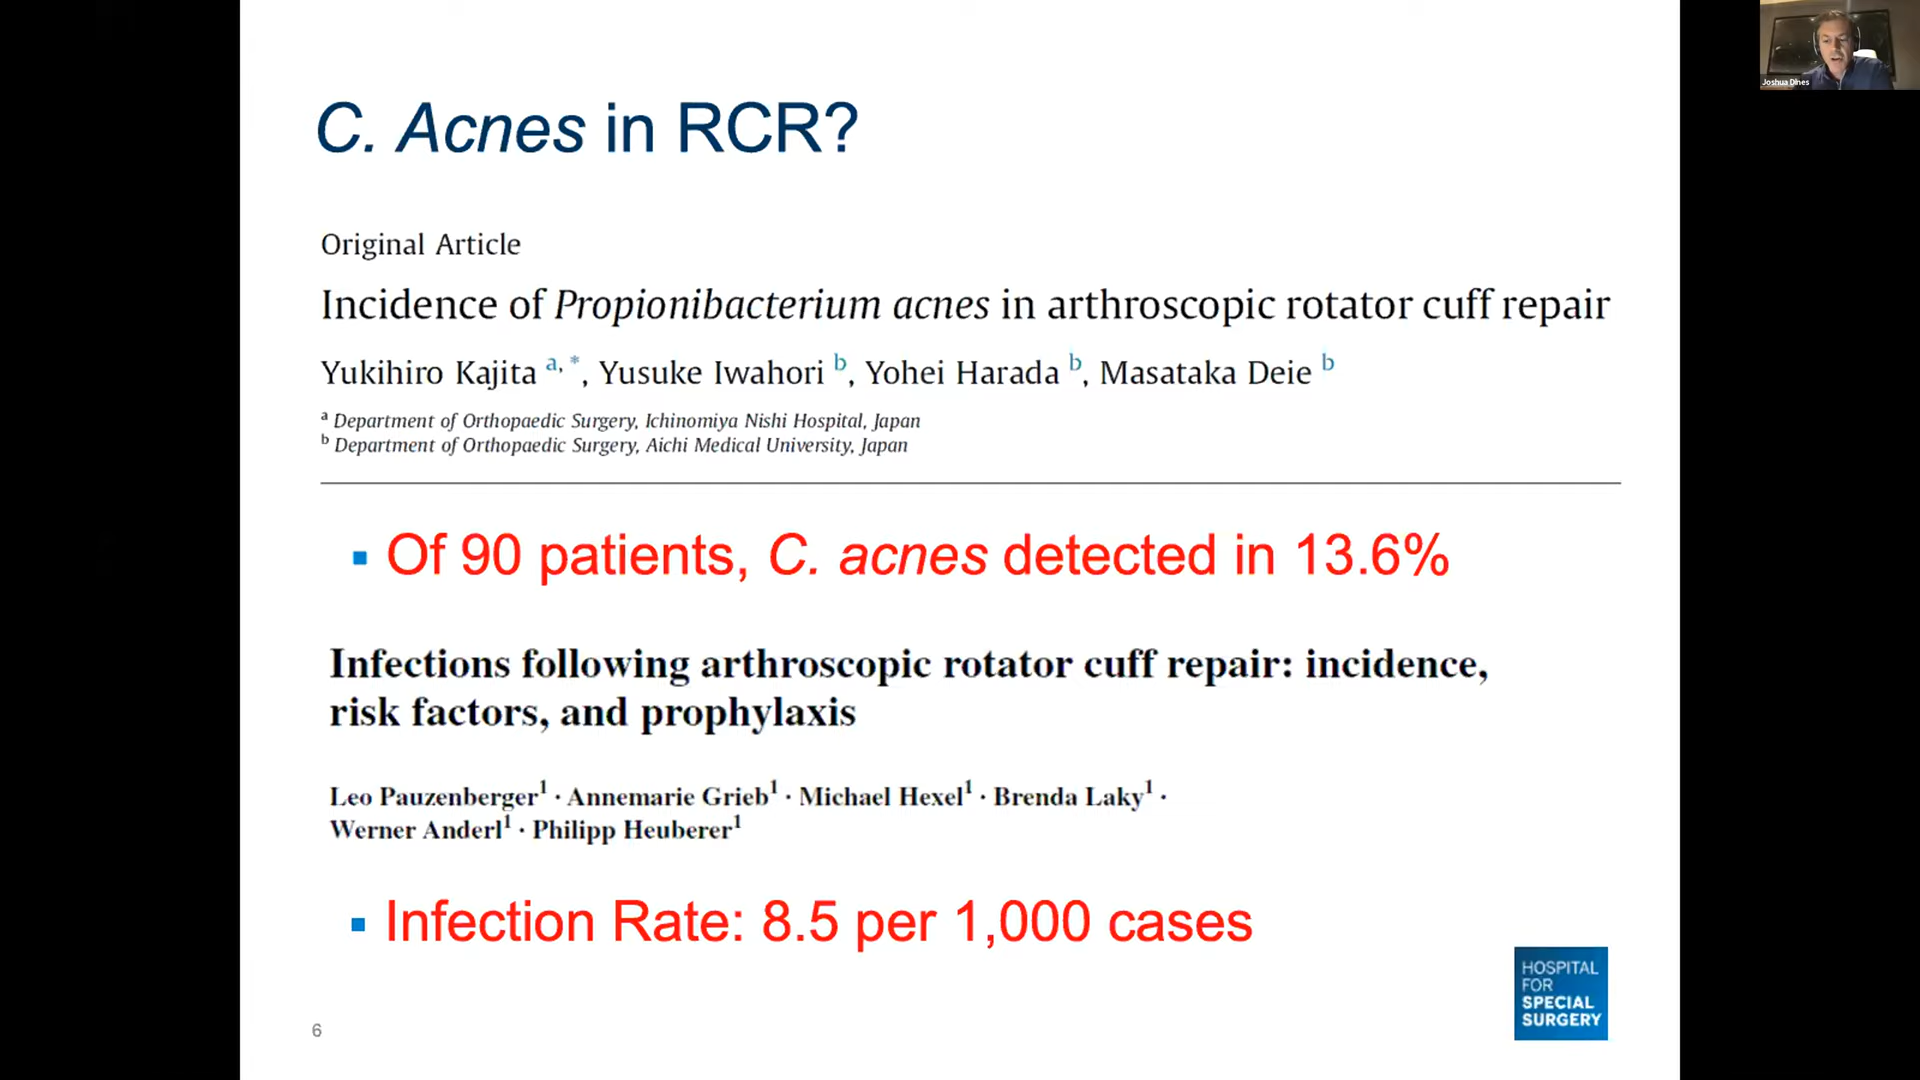 Joshua Dines
C. Acnes in RCR?
Original Article
Incidence of Propionibacterium acnes in arthroscopic rotator cuff repair
Yukihiro Kajita a, *, Yusuke Iwahori b, Yohei Harada b, Masataka Deie b
a Department of Orthopaedic Surgery, Ichinomiya Nishi Hospital, Japan
b Department of Orthopaedic Surgery, Aichi Medical University, Japan
▪ Of 90 patients, C. acnes detected in 13.6%
Infections following arthroscopic rotator cuff repair: incidence,
risk factors, and prophylaxis
Leo Pauzenberger1 · Annemarie Grieb1 · Michael Hexel1 · Brenda Laky1 ·
Werner Anderl1 · Philipp Heuberer1
▪ Infection Rate: 8.5 per 1,000 cases
HOSPITAL
FOR
SPECIAL
SURGERY
6